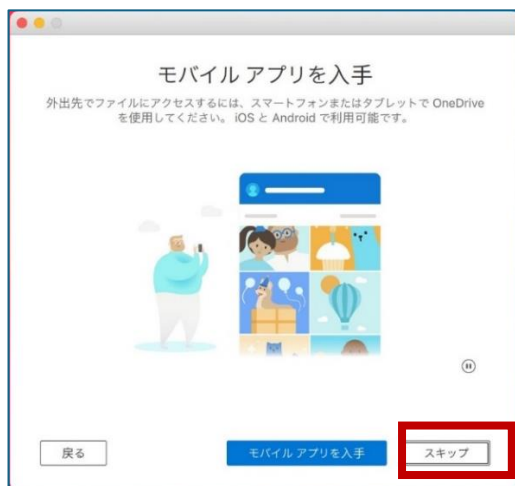 モバイル アプリを入手
外出先でファイルにアクセスするには、スマートフォンまたはタブレットで OneDrive
を使用してください。 iOS と Android で利用可能です。
戻る
モバイル アプリを入手
スキップ